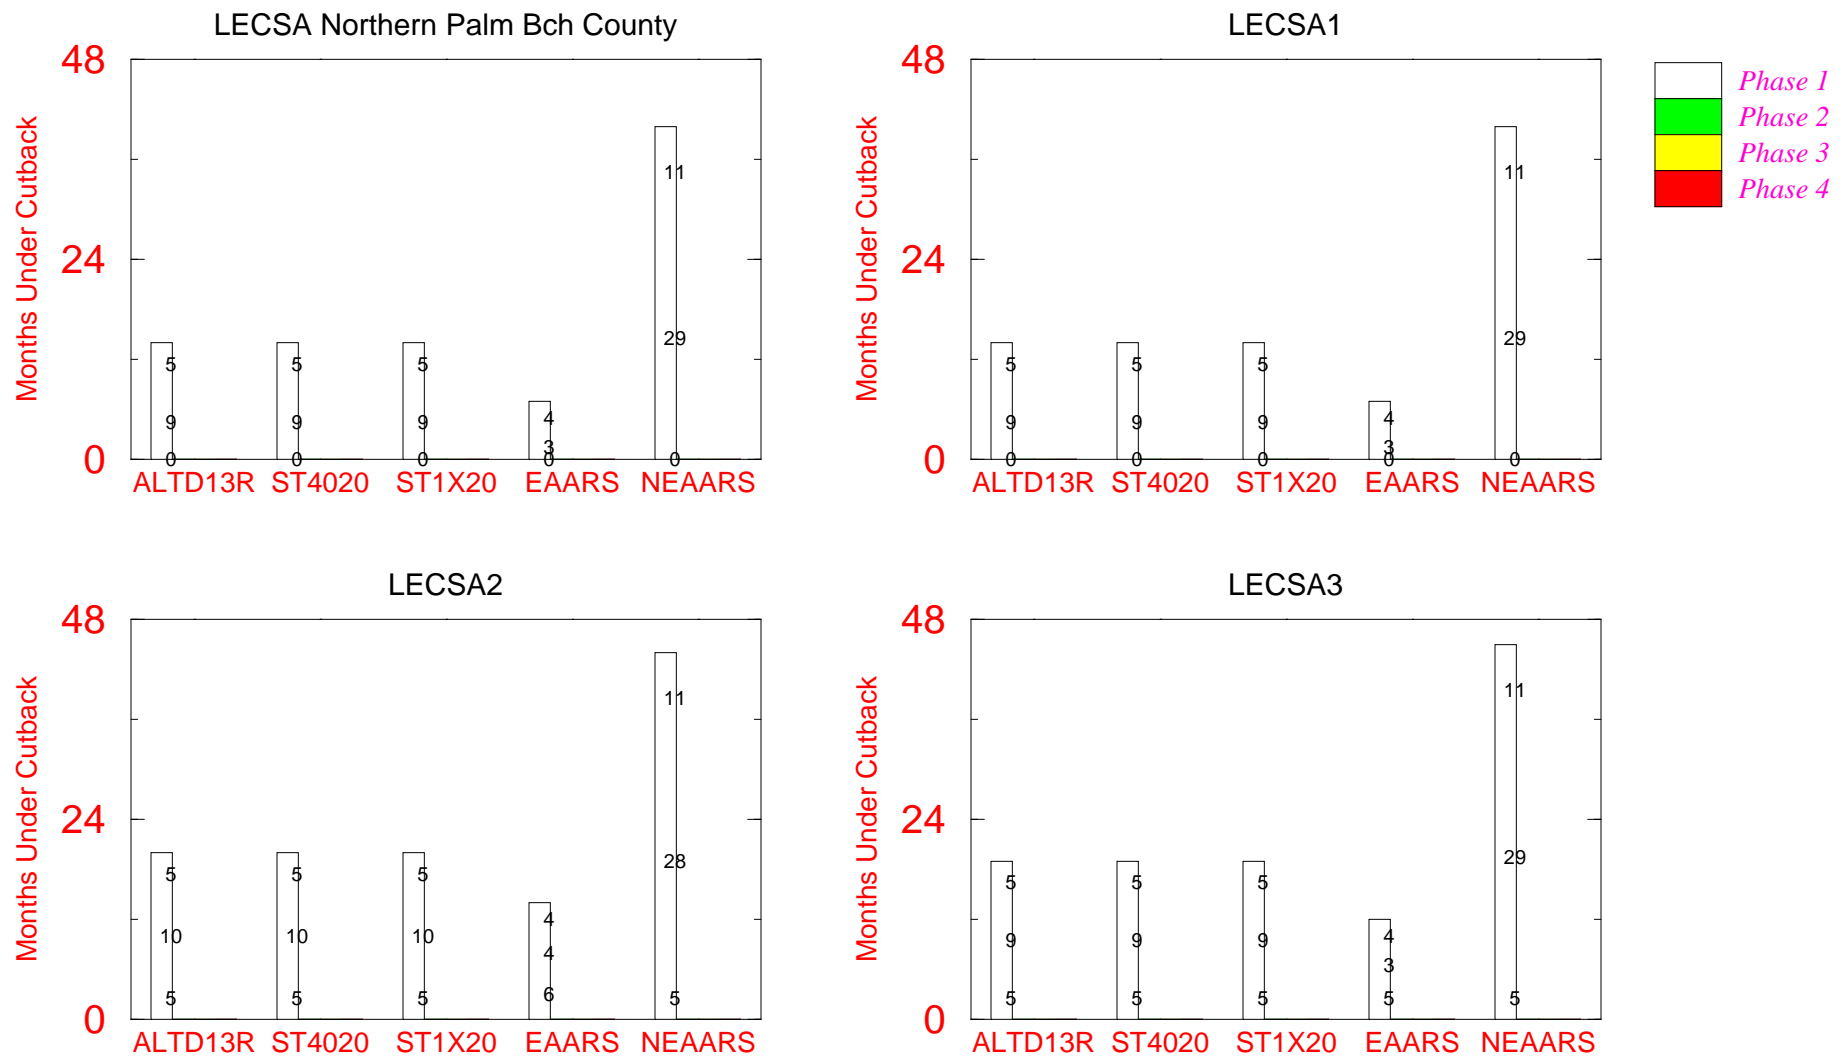 LECSA Northern Palm Bch County
Months Under Cutback
48
24
0
5 5 5 4 11
9 9 9 3 29
0 0 0 0 0
ALTD13R ST4020 ST1X20 EAARS NEAARS
LECSA1
Months Under Cutback
48
24
0
5 5 5 4 11
9 9 9 3 29
0 0 0 0 0
ALTD13R ST4020 ST1X20 EAARS NEAARS
Phase 1
Phase 2
Phase 3
Phase 4
LECSA2
Months Under Cutback
48
24
0
5 5 5 4 11
10 10 10 4 28
5 5 5 6 5
ALTD13R ST4020 ST1X20 EAARS NEAARS
LECSA3
Months Under Cutback
48
24
0
5 5 5 4 11
9 9 9 3 29
5 5 5 5 5
ALTD13R ST4020 ST1X20 EAARS NEAARS